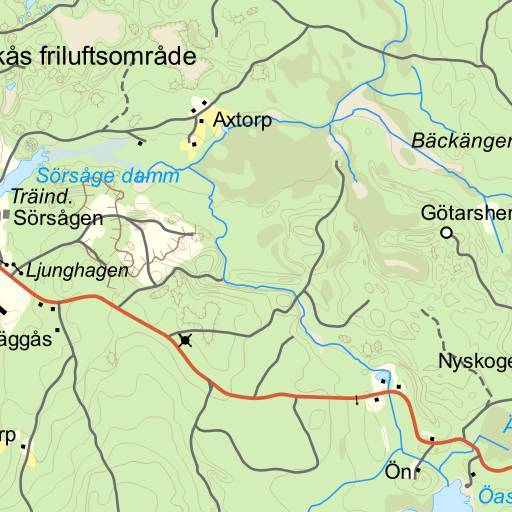 kås friluftsområde
Axtorp
Bäckängen
Sörsåge damm
Träind.
Sörsågen
Götarsher
Ljunghagen
äggås
Nyskoge
rp
Ön
Öas